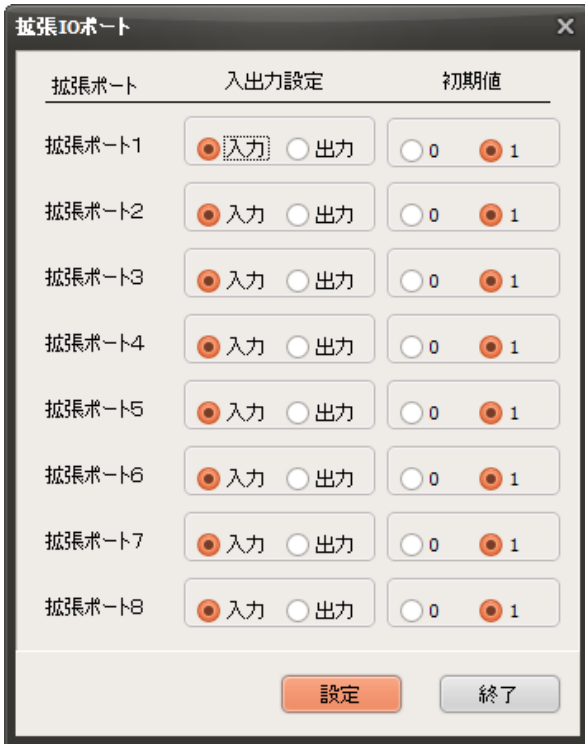 拡張IOポート
拡張ポート 入出力設定 初期値
拡張ポート1 入力 出力 0 1
拡張ポート2 入力 出力 0 1
拡張ポート3 入力 出力 0 1
拡張ポート4 入力 出力 0 1
拡張ポート5 入力 出力 0 1
拡張ポート6 入力 出力 0 1
拡張ポート7 入力 出力 0 1
拡張ポート8 入力 出力 0 1
設定 終了